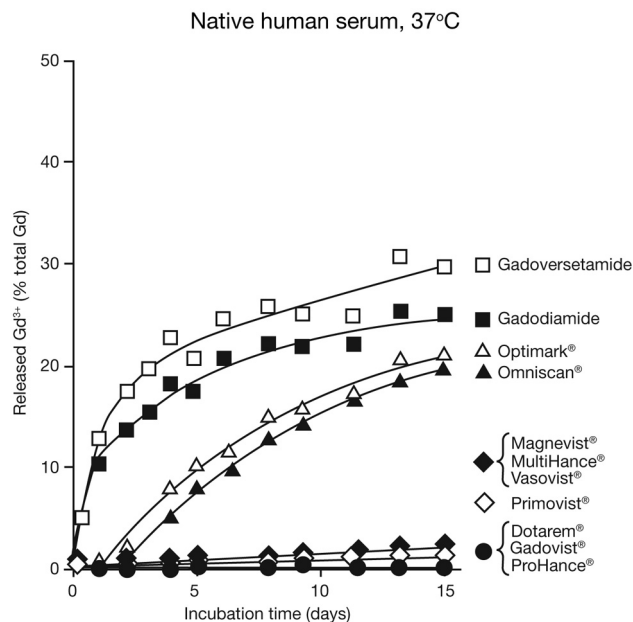 Native human serum, 37°C
Released Gd³⁺ (% total Gd)
50
40
30
20
10
0
0
5
10
15
Incubation time (days)
Gadoversetamide
Gadodiamide
Optimark®
Omniscan®
Magnevist®
MultiHance®
Vasovist®
Primovist®
Dotarem®
Gadovist®
ProHance®